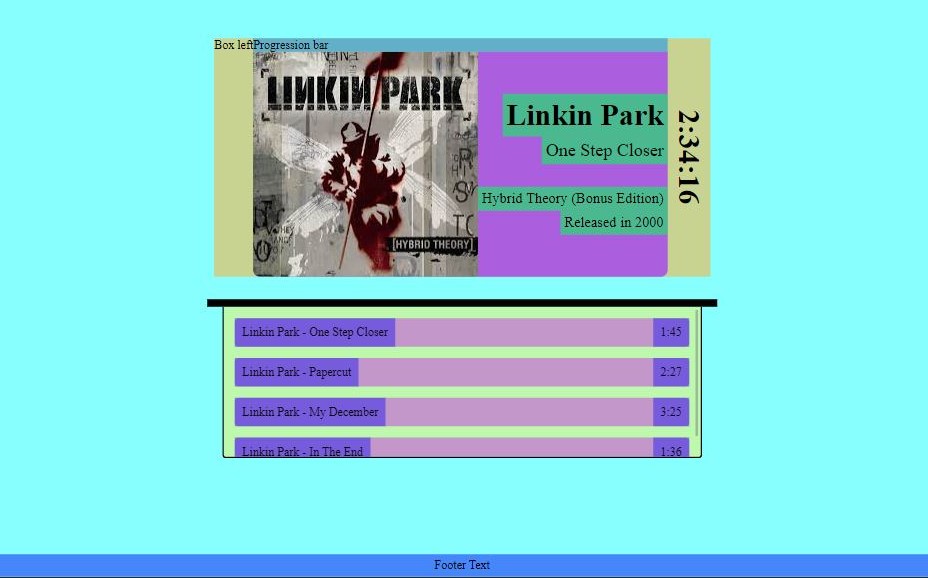 Box left
Progression bar
LINKIN PARK
[HYBRID THEORY]
Linkin Park
One Step Closer
Hybrid Theory (Bonus Edition)
Released in 2000
2:34:16
Linkin Park - One Step Closer 1:45
Linkin Park - Papercut 2:27
Linkin Park - My December 3:25
Linkin Park - In The End 1:36
Footer Text